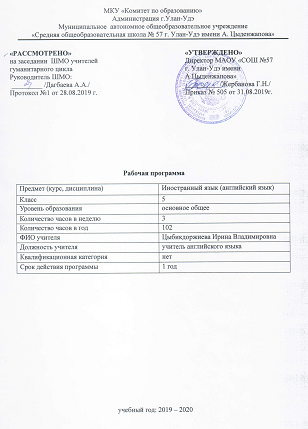 МКУ «Комитет по образованию»
Администрация г.Улан-Удэ
Муниципальное автономное общеобразовательное учреждение
«Средняя общеобразовательная школа № 57 г. Улан-Удэ имени А. Цыденжапова»
«РАССМОТРЕНО»
на заседании ШМО учителей
гуманитарного цикла
Руководитель ШМО:
/Дагбаева А.А./
Протокол №1 от 28.08.2019 г.
«УТВЕРЖДЕНО»
Директор МАОУ «СОШ №57
г. Улан-Удэ имени
А.Цыденжапова»
/Жербанова Г.Н./
Приказ № 505 от 31.08.2019г.
Рабочая программа
Предмет (курс, дисциплина) Иностранный язык (английский язык)
Класс 5
Уровень образования основное общее
Количество часов в неделю 3
Количество часов в год 102
ФИО учителя Цыбикдоржиева Ирина Владимировна
Должность учителя учитель английского языка
Квалификационная категория нет
Срок действия программы 1 год
учебный год: 2019 – 2020